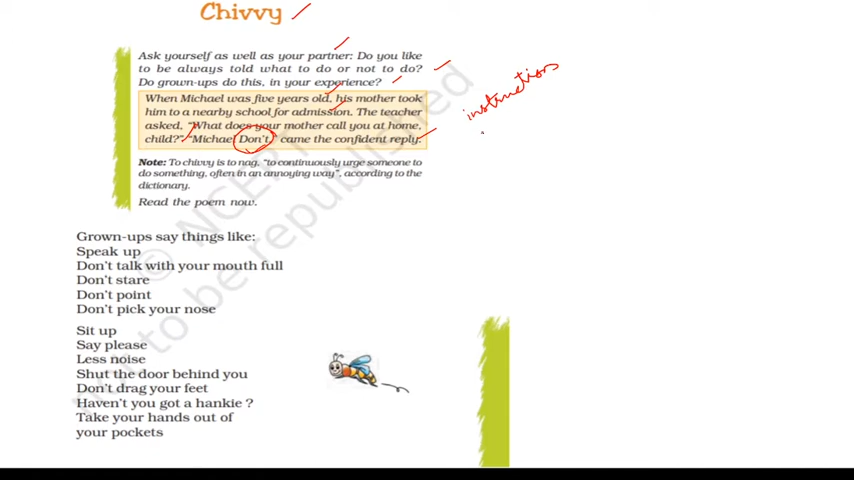 Chivvy
Ask yourself as well as your partner: Do you like
to be always told what to do or not to do?
Do grown-ups do this, in your experience?
When Michael was five years old, his mother took
him to a nearby school for admission. The teacher
asked, "What does your mother call you at home,
child?" "Michael Don't," came the confident reply.
instructions
Note: To chivvy is to nag, "to continuously urge someone to
do something, often in an annoying way", according to the
dictionary.
Read the poem now.
Grown-ups say things like:
Speak up
Don't talk with your mouth full
Don't stare
Don't point
Don't pick your nose
Sit up
Say please
Less noise
Shut the door behind you
Don't drag your feet
Haven't you got a hankie ?
Take your hands out of
your pockets
© NCERT
not to be republished